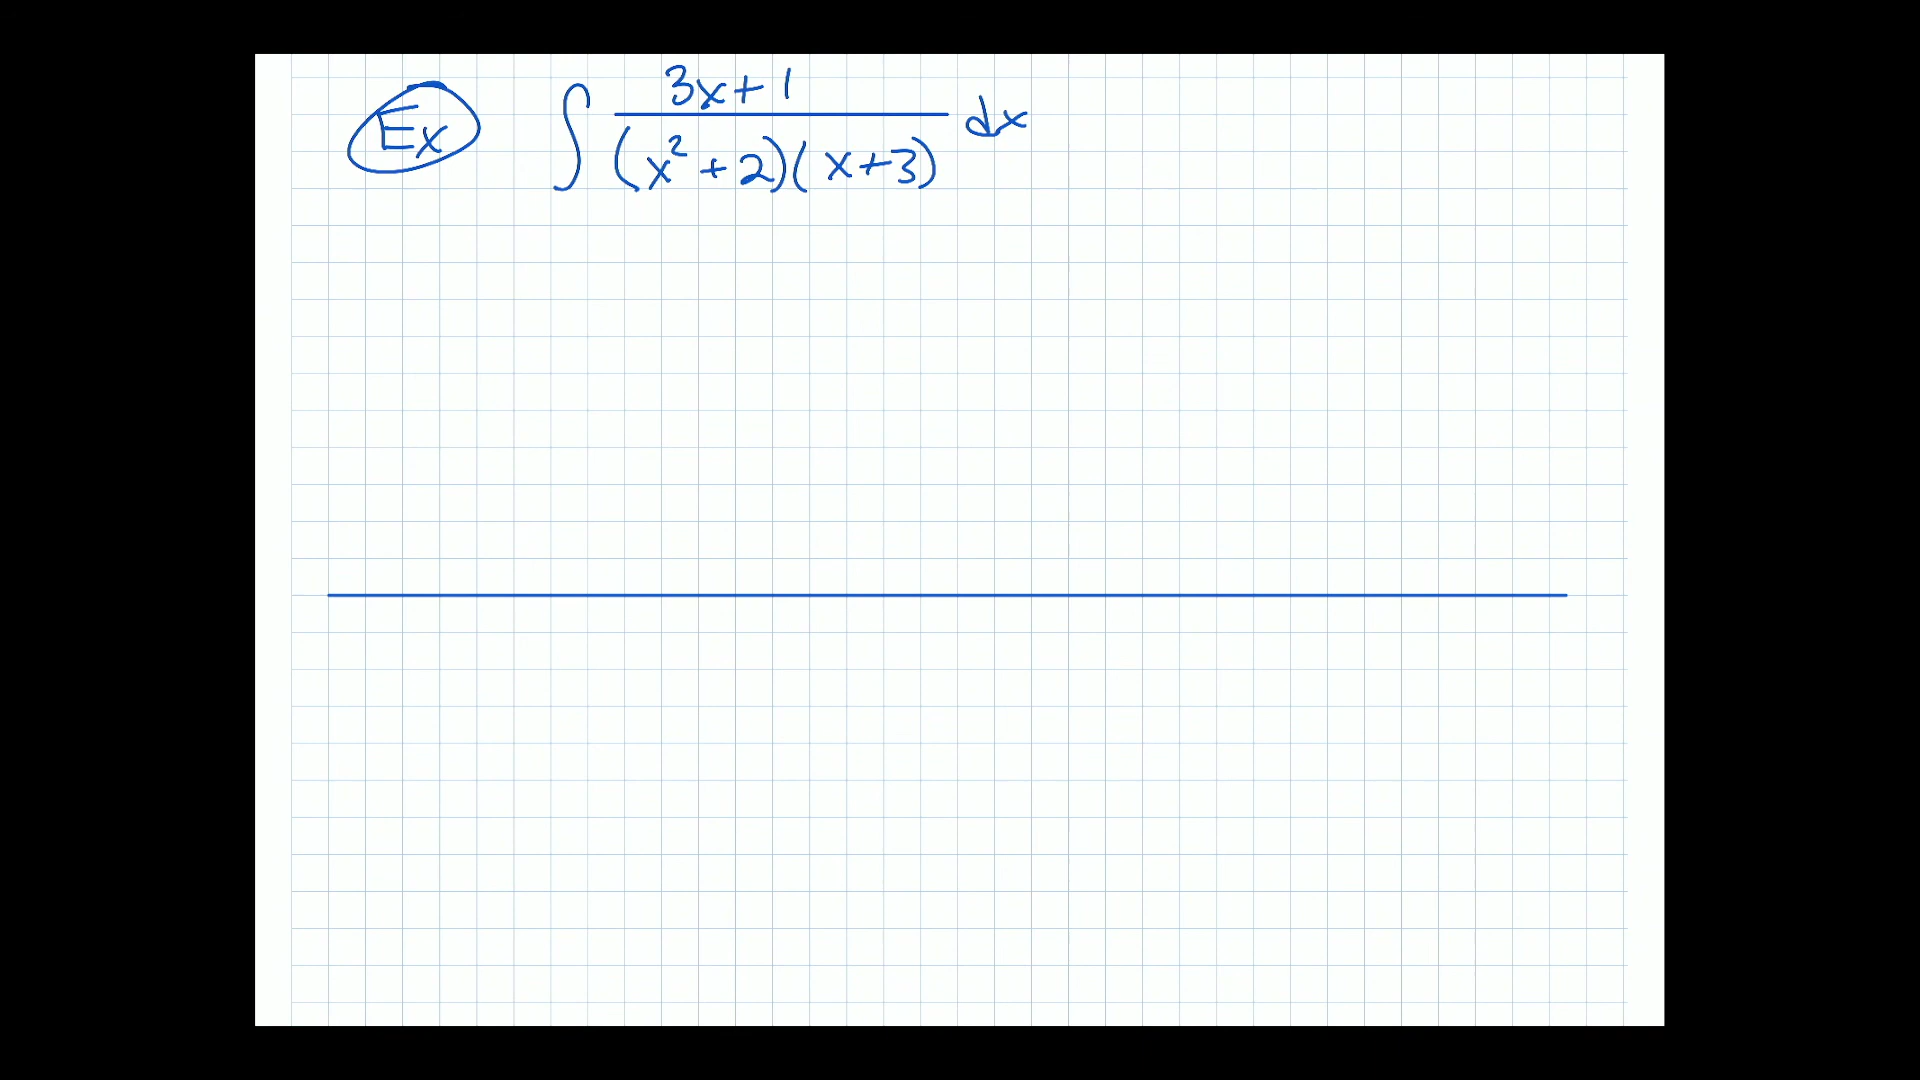 Ex ∫ (3x+1)/((x²+2)(x+3)) dx